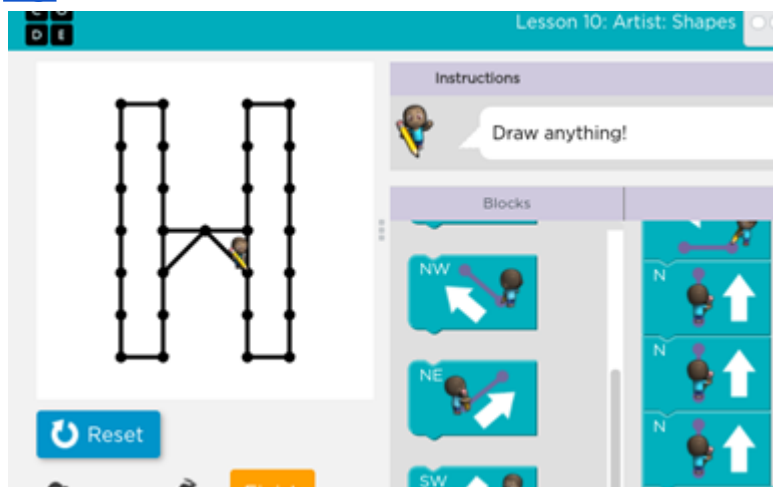 C O
D E
Lesson 10: Artist: Shapes
Instructions
Draw anything!
Blocks
NW
N
N
NE
N
Reset
SW